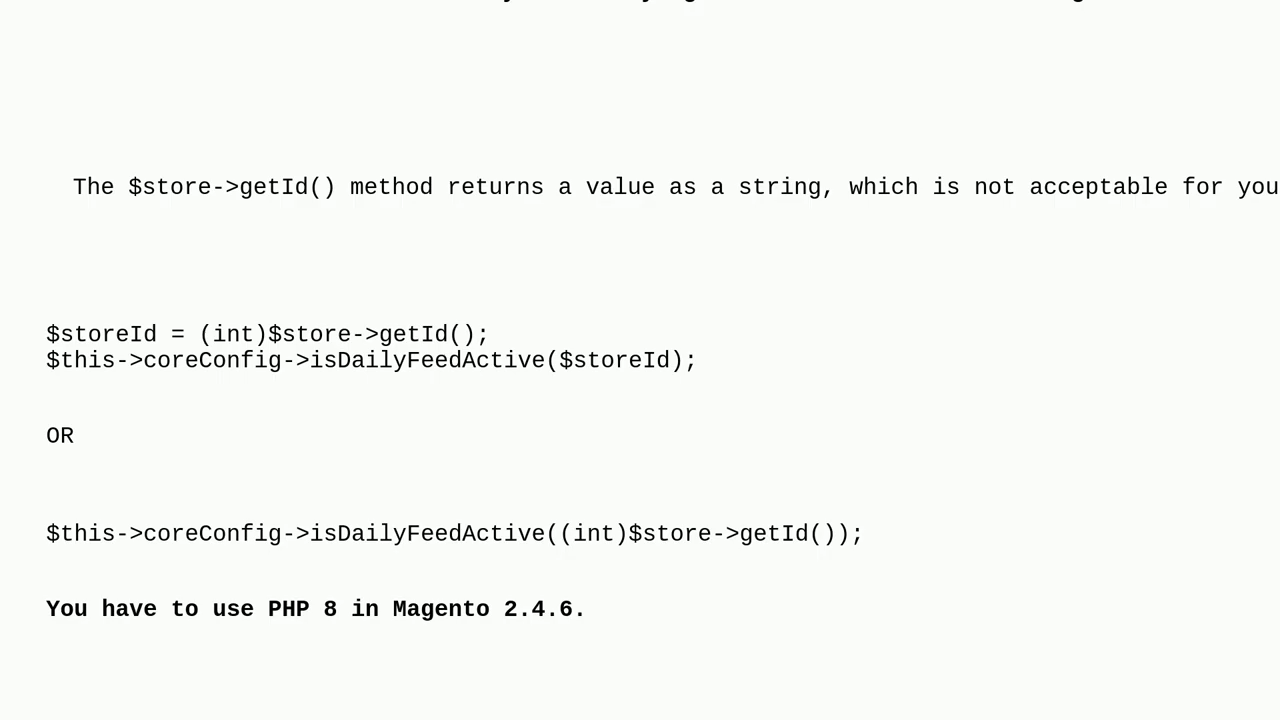 The $store->getId() method returns a value as a string, which is not acceptable for you
$storeId = (int)$store->getId();
$this->coreConfig->isDailyFeedActive($storeId);
OR
$this->coreConfig->isDailyFeedActive((int)$store->getId());
You have to use PHP 8 in Magento 2.4.6.